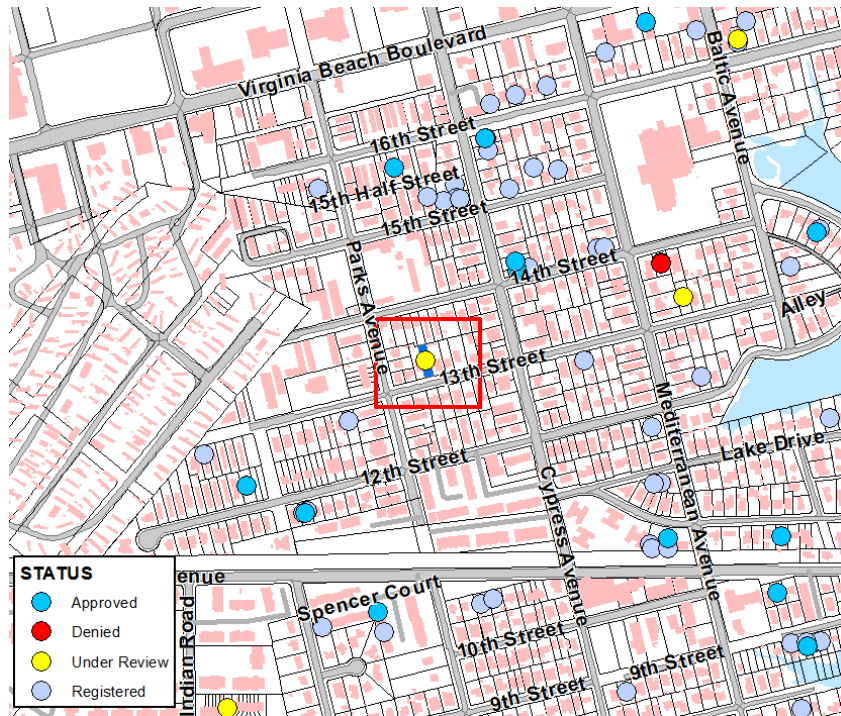 Virginia Beach Boulevard
Baltic Avenue
16th Street
15th Half Street
15th Street
Parks Avenue
14th Street
Alley
13th Street
Mediterranean Avenue
12th Street
Lake Drive
Cypress Avenue
STATUS
Approved
Denied
Under Review
Registered
enue
Indian Road
Spencer Court
10th Street
9th Street
9th Street